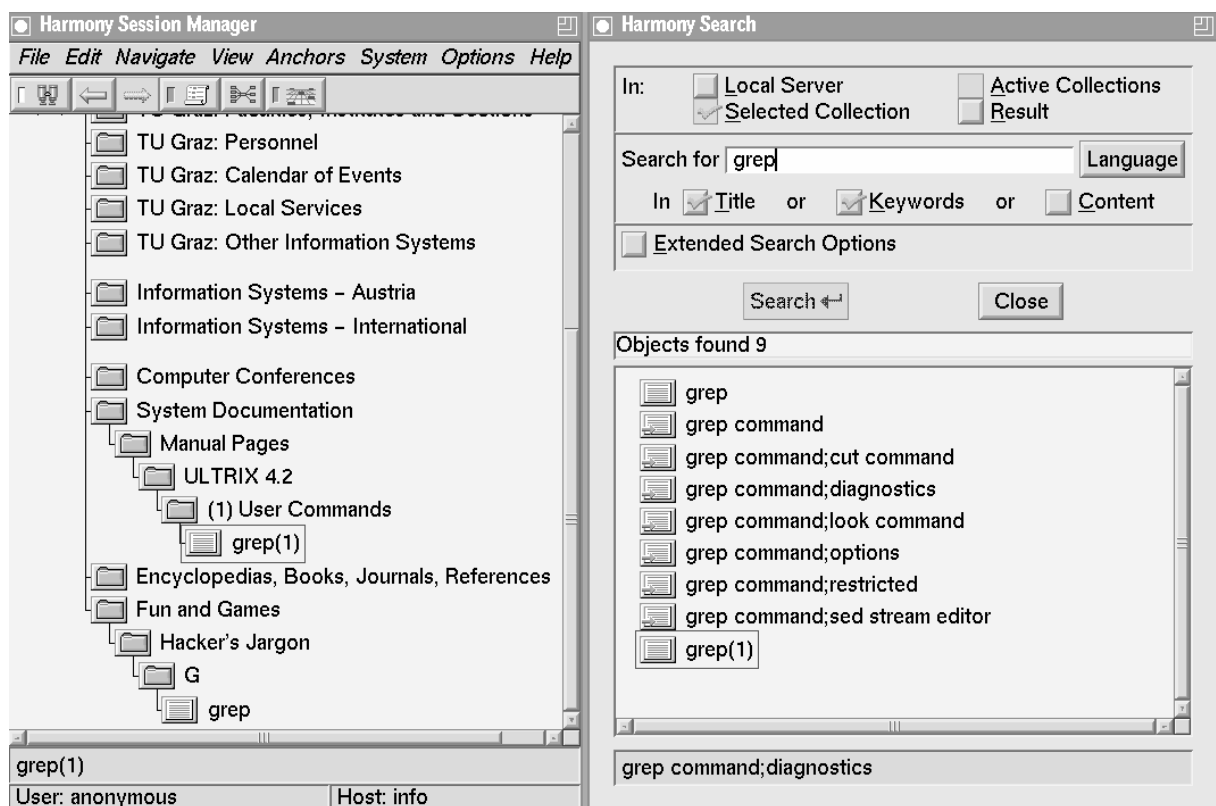 Harmony Session Manager
File Edit Navigate View Anchors System Options Help
TU Graz: Faculties, Institutes and Sections
TU Graz: Personnel
TU Graz: Calendar of Events
TU Graz: Local Services
TU Graz: Other Information Systems
Information Systems – Austria
Information Systems – International
Computer Conferences
System Documentation
Manual Pages
ULTRIX 4.2
(1) User Commands
grep(1)
Encyclopedias, Books, Journals, References
Fun and Games
Hacker's Jargon
G
grep
grep(1)
User: anonymous Host: info
Harmony Search
In: Local Server Active Collections
Selected Collection Result
Search for grep Language
In Title or Keywords or Content
Extended Search Options
Search Close
Objects found 9
grep
grep command
grep command;cut command
grep command;diagnostics
grep command;look command
grep command;options
grep command;restricted
grep command;sed stream editor
grep(1)
grep command;diagnostics